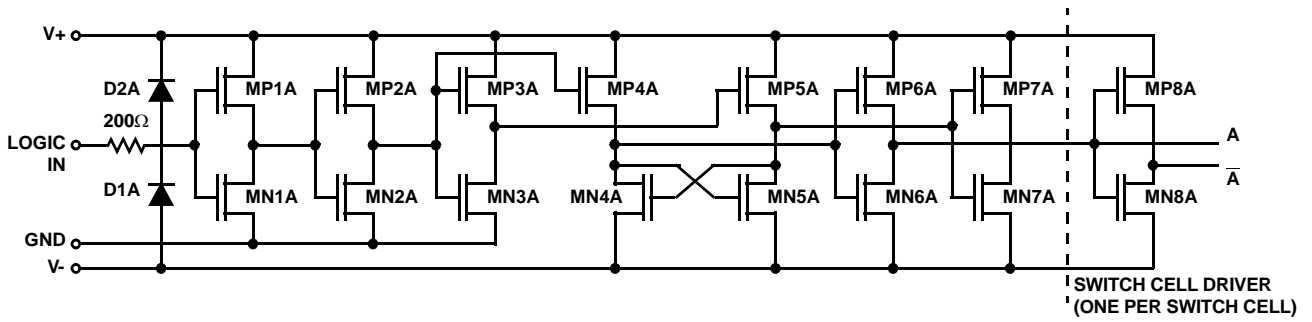 V+
D2A
MP1A
MP2A
MP3A
MP4A
MP5A
MP6A
MP7A
MP8A
200Ω
LOGIC
IN
A
A̅
D1A
MN1A
MN2A
MN3A
MN4A
MN5A
MN6A
MN7A
MN8A
GND
V-
SWITCH CELL DRIVER
(ONE PER SWITCH CELL)